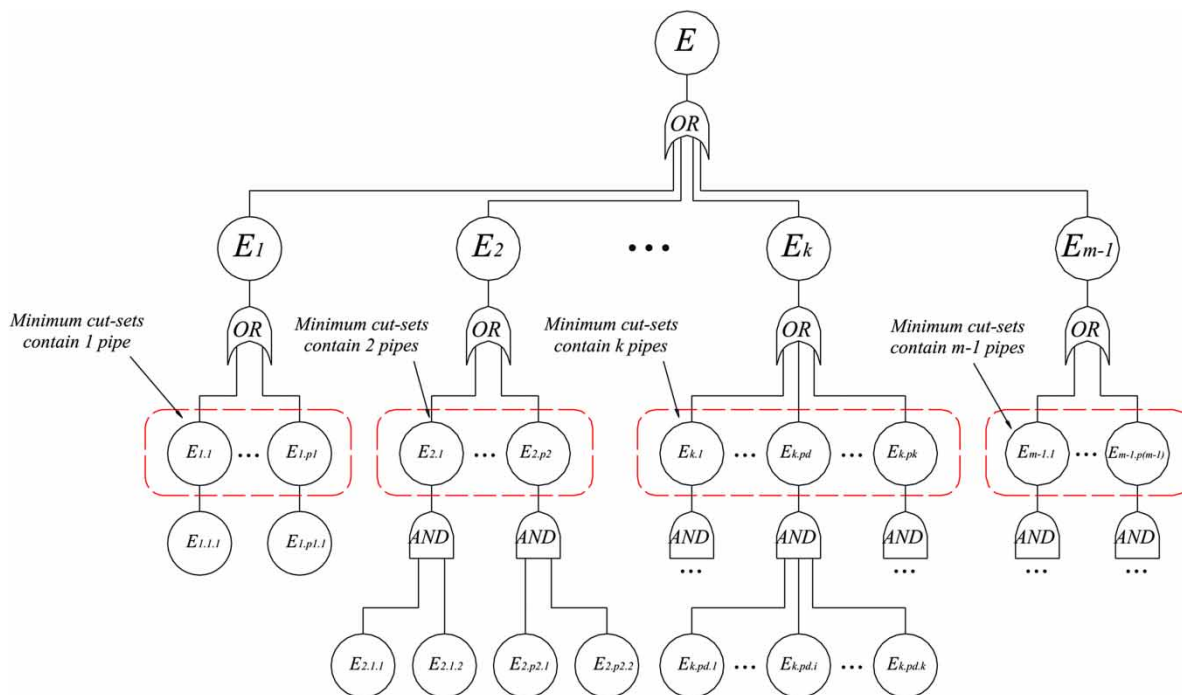 E
OR
E1
E2
...
Ek
Em-1
Minimum cut-sets
contain 1 pipe
OR
Minimum cut-sets
contain 2 pipes
OR
Minimum cut-sets
contain k pipes
OR
Minimum cut-sets
contain m-1 pipes
OR
E1.1
...
E1.p1
E2.1
...
E2.p2
Ek.1
...
Ek.pd
...
Ek.pk
Em-1.1
...
Em-1.p(m-1)
E1.1.1
E1.p1.1
AND
AND
AND
...
AND
AND
...
AND
...
AND
...
E2.1.1
E2.1.2
E2.p2.1
E2.p2.2
Ek.pd.1
...
Ek.pd.i
...
Ek.pd.k